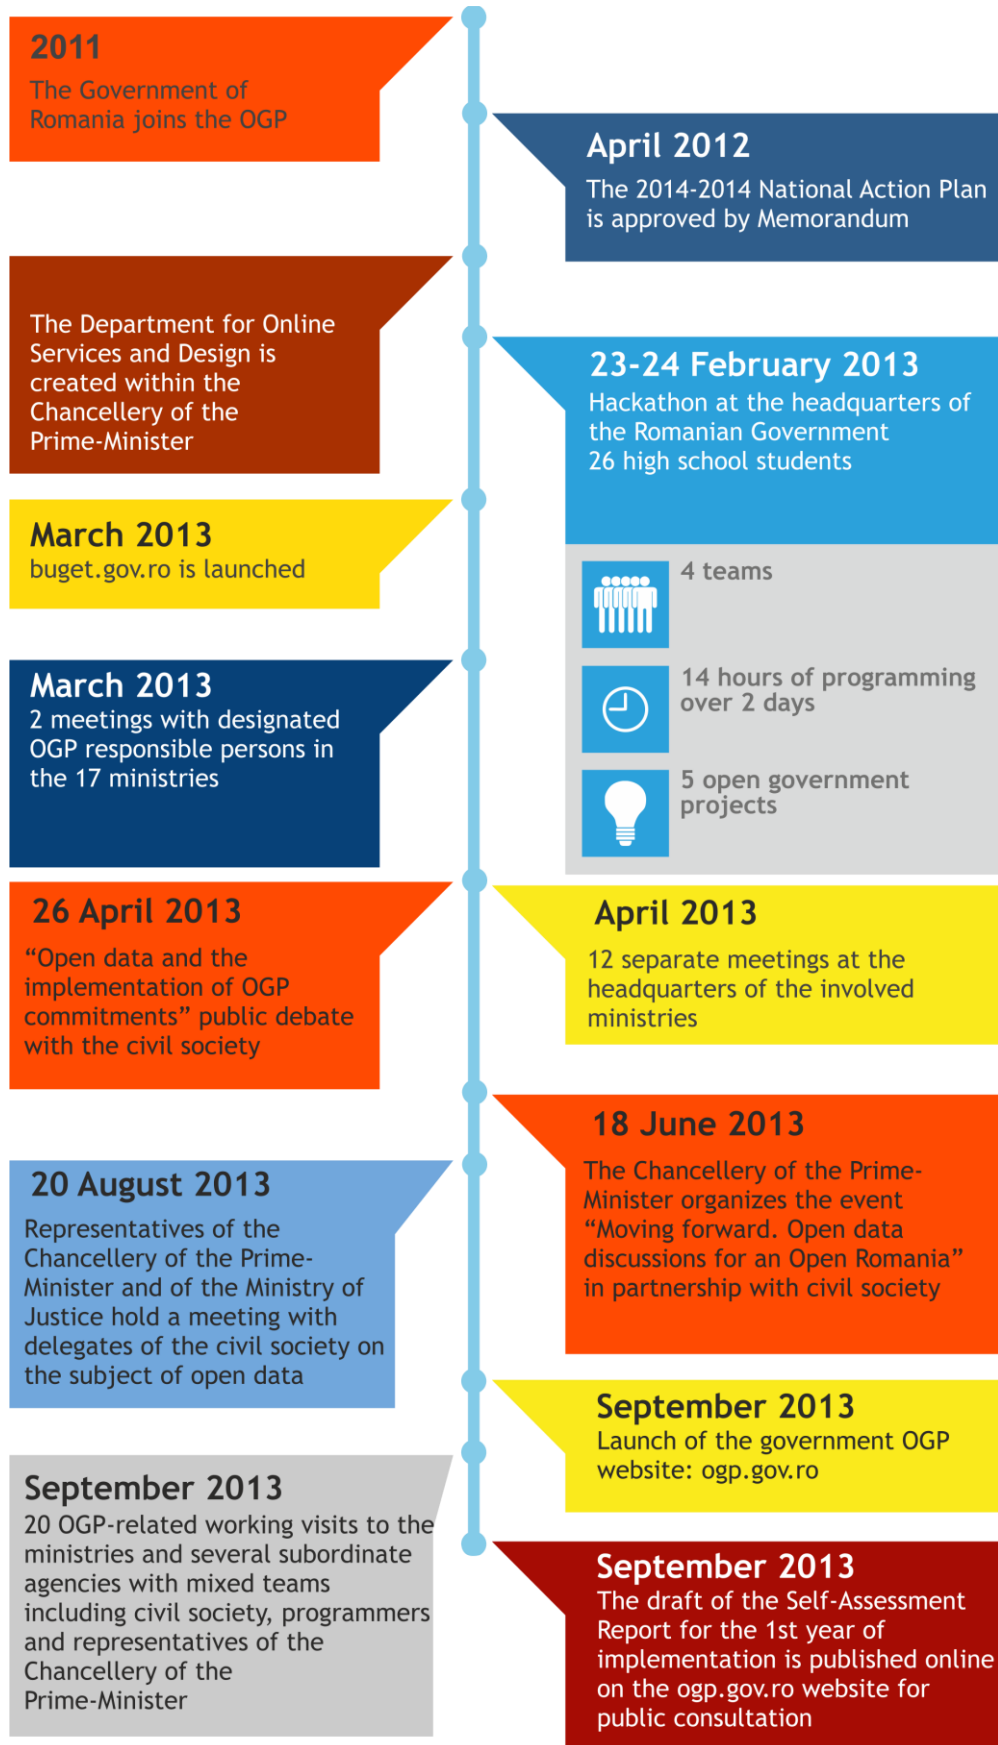 2011
The Government of
Romania joins the OGP
April 2012
The 2014-2014 National Action Plan
is approved by Memorandum
The Department for Online
Services and Design is
created within the
Chancellery of the
Prime-Minister
23-24 February 2013
Hackathon at the headquarters of
the Romanian Government
26 high school students
4 teams
14 hours of programming
over 2 days
5 open government
projects
March 2013
buget.gov.ro is launched
March 2013
2 meetings with designated
OGP responsible persons in
the 17 ministries
26 April 2013
“Open data and the
implementation of OGP
commitments” public debate
with the civil society
April 2013
12 separate meetings at the
headquarters of the involved
ministries
18 June 2013
The Chancellery of the Prime-
Minister organizes the event
“Moving forward. Open data
discussions for an Open Romania”
in partnership with civil society
20 August 2013
Representatives of the
Chancellery of the Prime-
Minister and of the Ministry of
Justice hold a meeting with
delegates of the civil society on
the subject of open data
September 2013
Launch of the government OGP
website: ogp.gov.ro
September 2013
20 OGP-related working visits to the
ministries and several subordinate
agencies with mixed teams
including civil society, programmers
and representatives of the
Chancellery of the
Prime-Minister
September 2013
The draft of the Self-Assessment
Report for the 1st year of
implementation is published online
on the ogp.gov.ro website for
public consultation